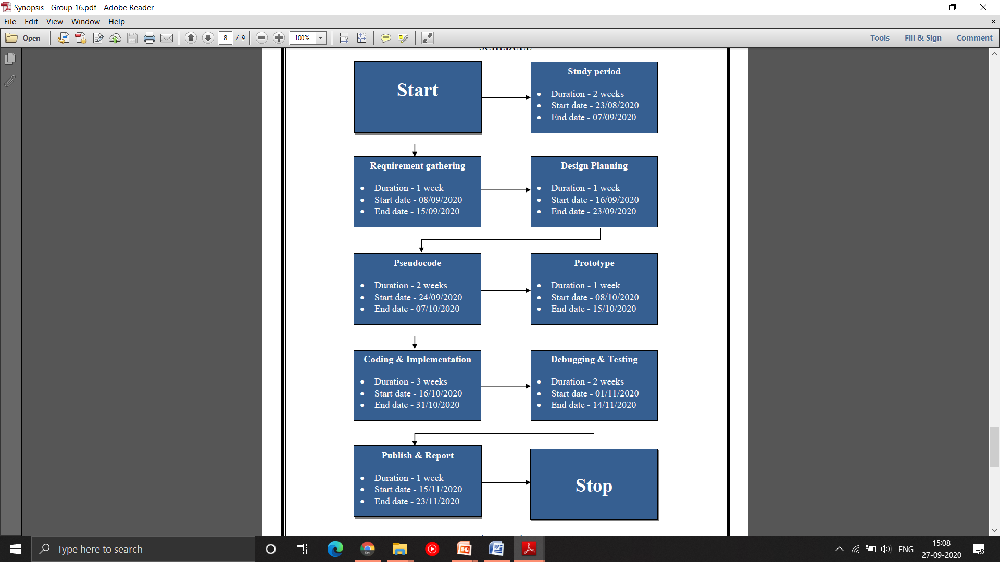 Synopsis - Group 16.pdf - Adobe Reader
File Edit View Window Help
Open 8 / 9 100% Tools Fill & Sign Comment
SCHEDULE
Start
Study period
Duration - 2 weeks
Start date - 23/08/2020
End date - 07/09/2020
Requirement gathering
Duration - 1 week
Start date - 08/09/2020
End date - 15/09/2020
Design Planning
Duration - 1 week
Start date - 16/09/2020
End date - 23/09/2020
Pseudocode
Duration - 2 weeks
Start date - 24/09/2020
End date - 07/10/2020
Prototype
Duration - 1 week
Start date - 08/10/2020
End date - 15/10/2020
Coding & Implementation
Duration - 3 weeks
Start date - 16/10/2020
End date - 31/10/2020
Debugging & Testing
Duration - 2 weeks
Start date - 01/11/2020
End date - 14/11/2020
Publish & Report
Duration - 1 week
Start date - 15/11/2020
End date - 23/11/2020
Stop
Type here to search
ENG
15:08
27-09-2020